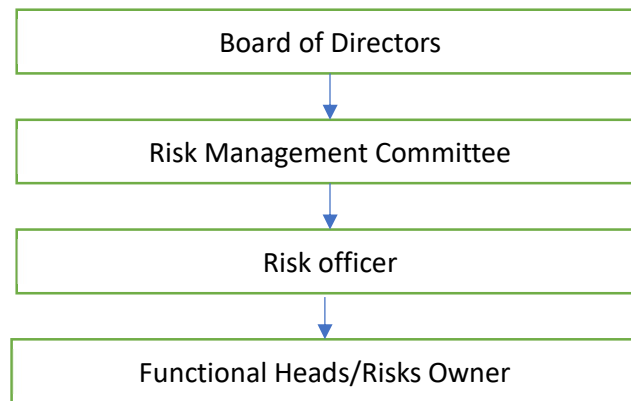 Board of Directors
Risk Management Committee
Risk officer
Functional Heads/Risks Owner